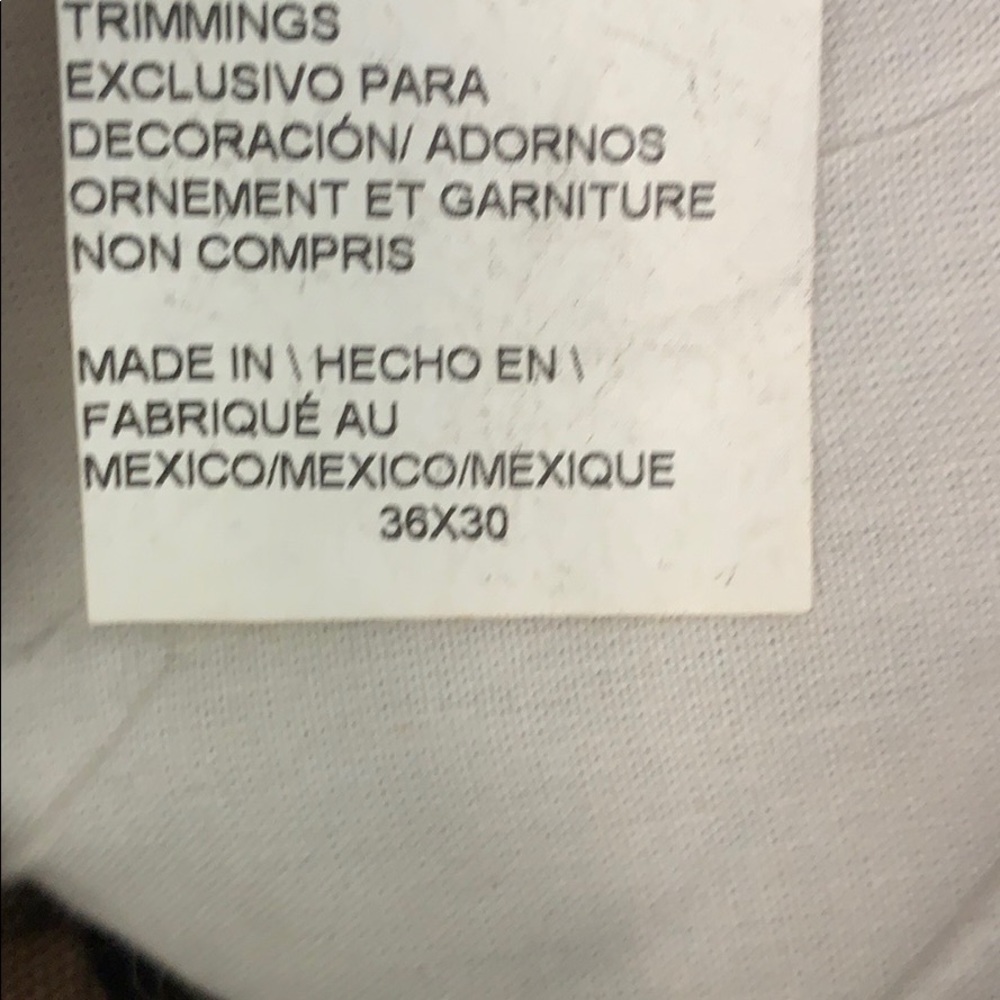 TRIMMINGS
EXCLUSIVO PARA
DECORACIÓN/ ADORNOS
ORNEMENT ET GARNITURE
NON COMPRIS
MADE IN \ HECHO EN \
FABRIQUÉ AU
MEXICO/MEXICO/MEXIQUE
36X30